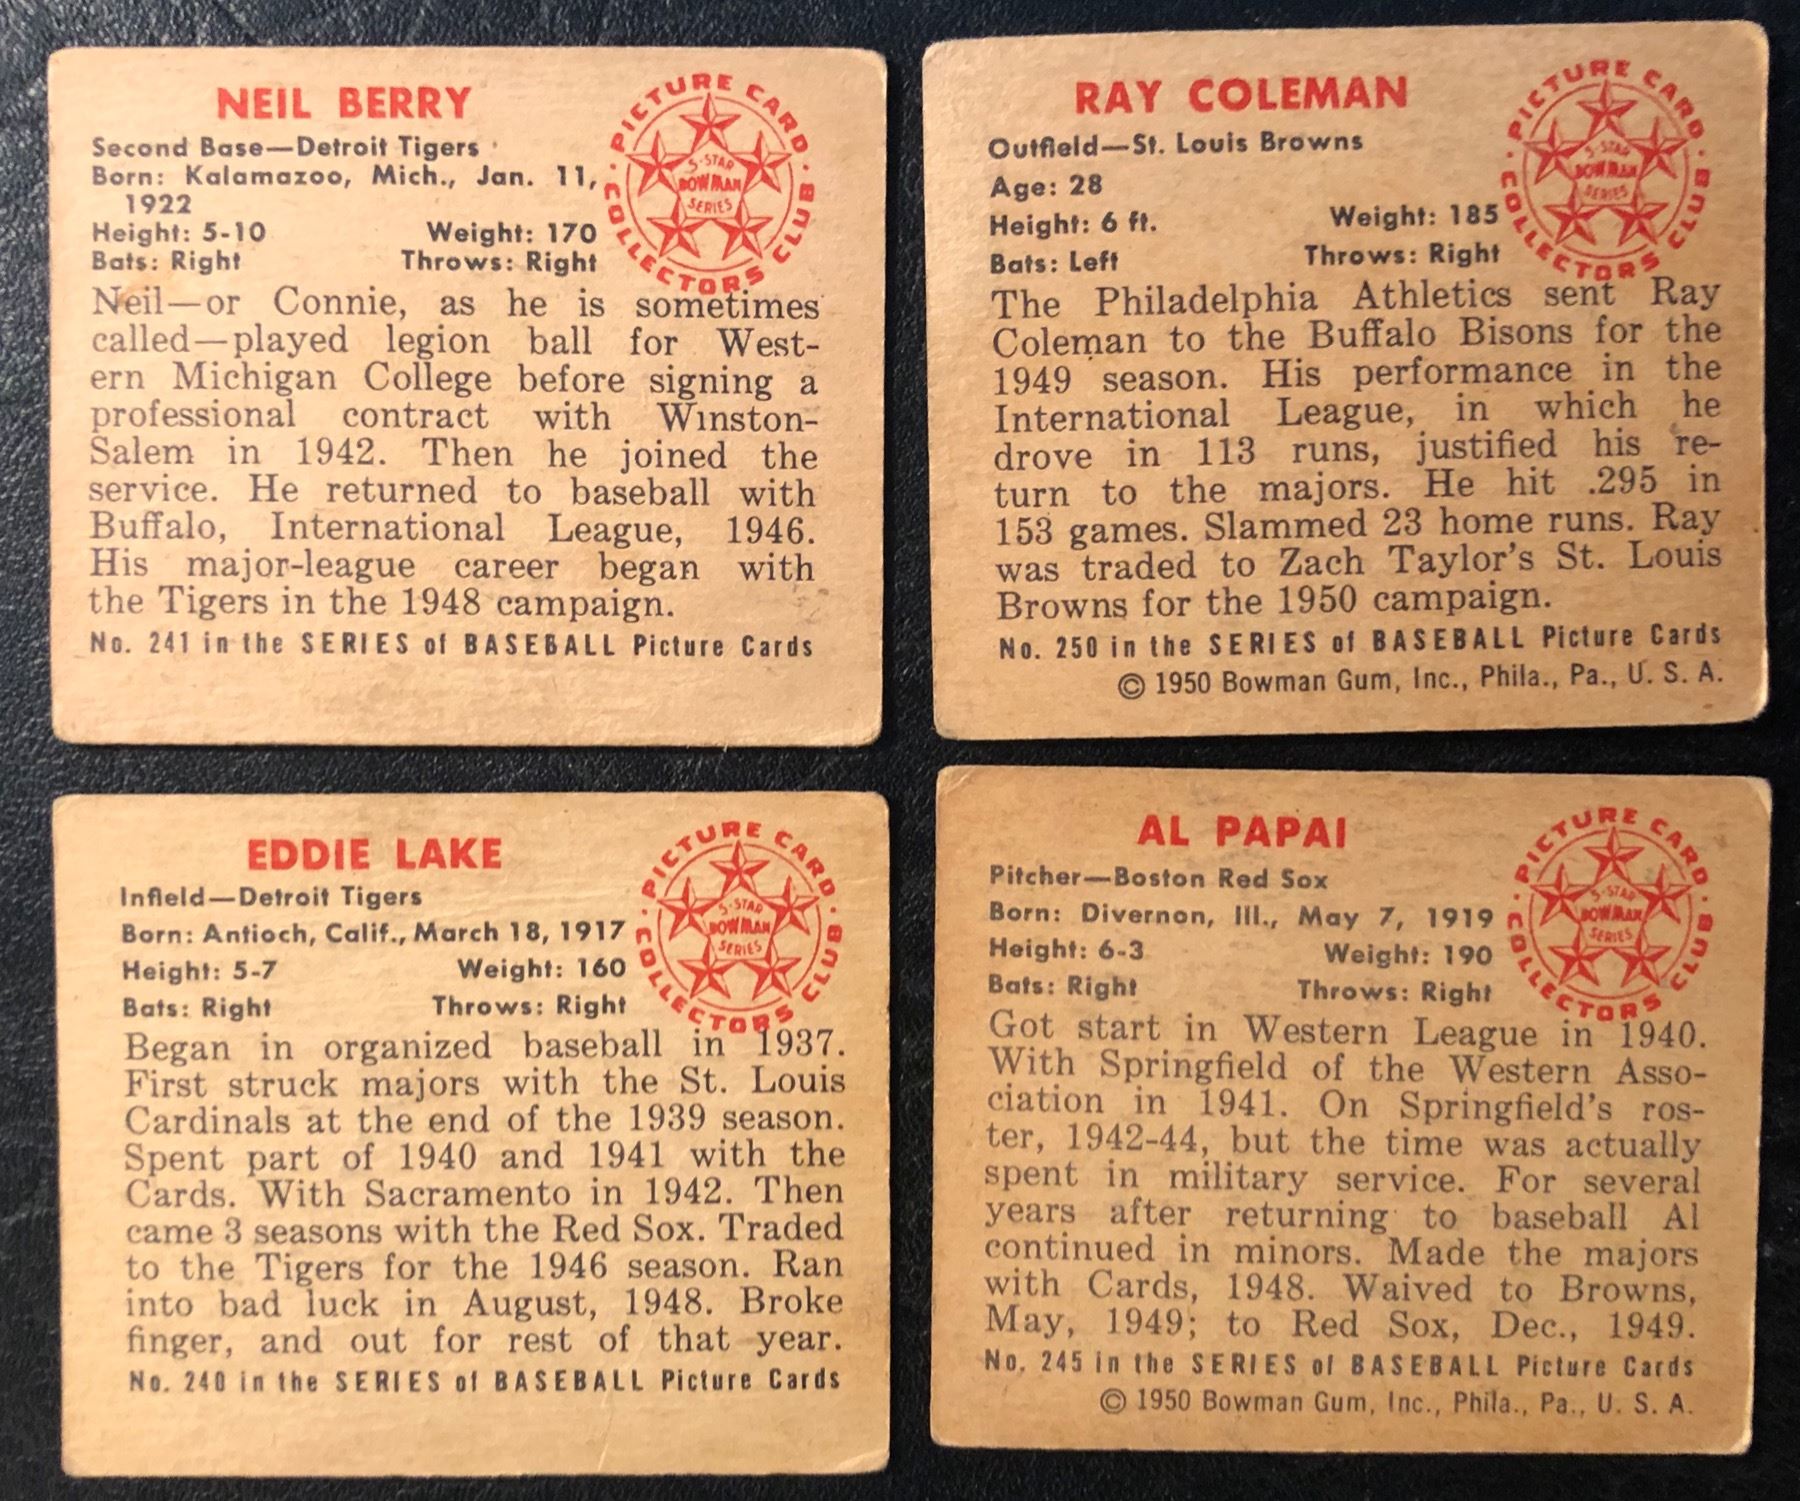 NEIL BERRY
Second Base—Detroit Tigers
Born: Kalamazoo, Mich., Jan. 11,
1922
Height: 5-10 Weight: 170
Bats: Right Throws: Right
PICTURE CARD COLLECTORS CLUB
5-STAR
BOWMAN
SERIES
Neil—or Connie, as he is sometimes
called—played legion ball for West-
ern Michigan College before signing a
professional contract with Winston-
Salem in 1942. Then he joined the
service. He returned to baseball with
Buffalo, International League, 1946.
His major-league career began with
the Tigers in the 1948 campaign.
No. 241 in the SERIES of BASEBALL Picture Cards
RAY COLEMAN
Outfield—St. Louis Browns
Age: 28
Height: 6 ft. Weight: 185
Bats: Left Throws: Right
PICTURE CARD COLLECTORS CLUB
5-STAR
BOWMAN
SERIES
The Philadelphia Athletics sent Ray
Coleman to the Buffalo Bisons for the
1949 season. His performance in the
International League, in which he
drove in 113 runs, justified his re-
turn to the majors. He hit .295 in
153 games. Slammed 23 home runs. Ray
was traded to Zach Taylor's St. Louis
Browns for the 1950 campaign.
No. 250 in the SERIES of BASEBALL Picture Cards
© 1950 Bowman Gum, Inc., Phila., Pa., U. S. A.
EDDIE LAKE
Infield—Detroit Tigers
Born: Antioch, Calif., March 18, 1917
Height: 5-7 Weight: 160
Bats: Right Throws: Right
PICTURE CARD COLLECTORS CLUB
5-STAR
BOWMAN
SERIES
Began in organized baseball in 1937.
First struck majors with the St. Louis
Cardinals at the end of the 1939 season.
Spent part of 1940 and 1941 with the
Cards. With Sacramento in 1942. Then
came 3 seasons with the Red Sox. Traded
to the Tigers for the 1946 season. Ran
into bad luck in August, 1948. Broke
finger, and out for rest of that year.
No. 240 in the SERIES of BASEBALL Picture Cards
AL PAPAI
Pitcher—Boston Red Sox
Born: Divernon, Ill., May 7, 1919
Height: 6-3 Weight: 190
Bats: Right Throws: Right
PICTURE CARD COLLECTORS CLUB
5-STAR
BOWMAN
SERIES
Got start in Western League in 1940.
With Springfield of the Western Asso-
ciation in 1941. On Springfield's ros-
ter, 1942-44, but the time was actually
spent in military service. For several
years after returning to baseball Al
continued in minors. Made the majors
with Cards, 1948. Waived to Browns,
May, 1949; to Red Sox, Dec., 1949.
No. 245 in the SERIES of BASEBALL Picture Cards
© 1950 Bowman Gum, Inc., Phila., Pa., U. S. A.